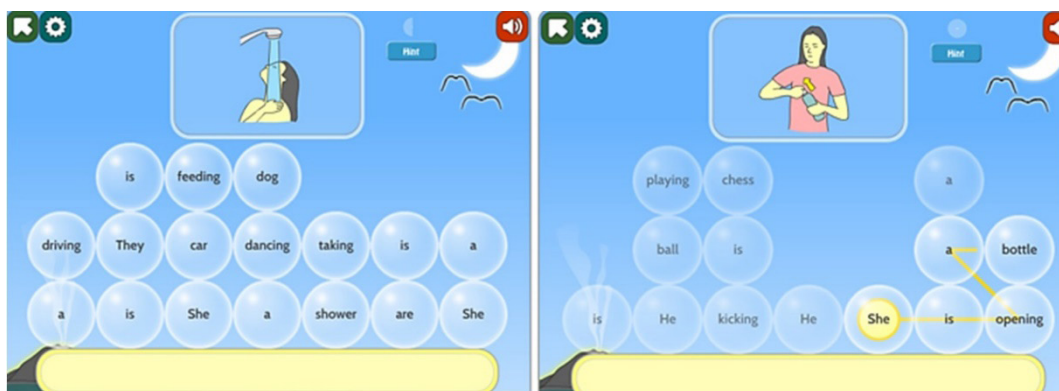 Hint
is feeding dog
driving They car dancing taking is a
a is She a shower are She
Hint
playing chess a
ball is a bottle
is He kicking He She is opening